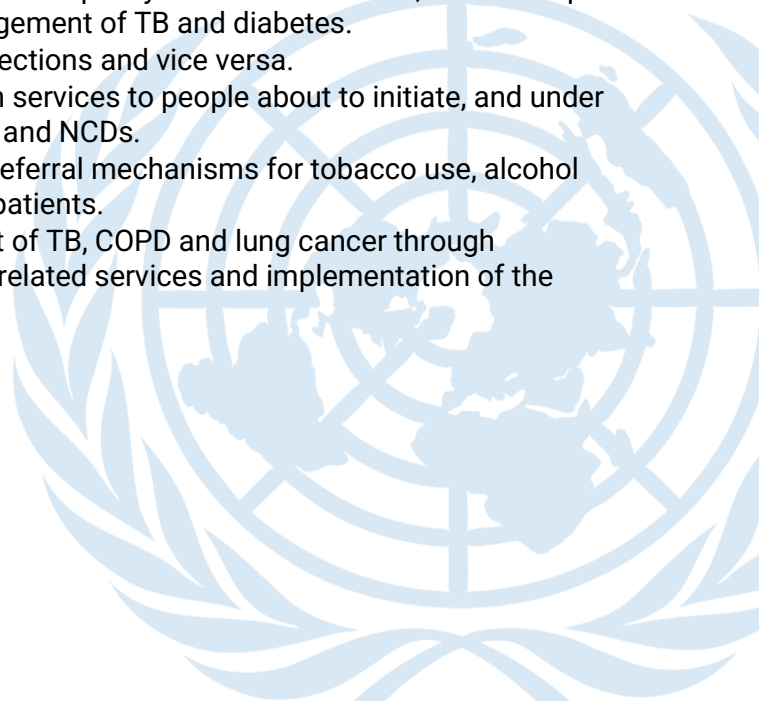 gement of TB and diabetes.
ections and vice versa.
services to people about to initiate, and under
and NCDs.
eferral mechanisms for tobacco use, alcohol
patients.
t of TB, COPD and lung cancer through
related services and implementation of the